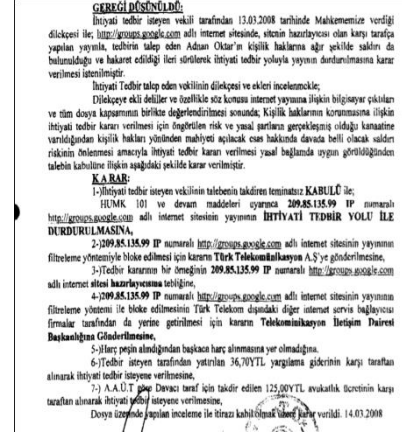 GEREĞİ DÜŞÜNÜLDÜ:
İhtiyati tedbir isteyen vekili tarafından 13.03.2008 tarihinde Mahkememize verdiği
dilekçesi ile; http://groups.google.com adlı internet sitesinde, sitenin hazırlayıcısı olan karşı tarafça
yapılan yayınla, tedbirin talep eden Adnan Oktar'ın kişilik haklarına ağır şekilde saldırı da
bulunulduğu ve hakaret edildiği ileri sürülerek ihtiyati tedbir yoluyla yayının durdurulmasına karar
verilmesi istenilmiştir.
İhtiyati Tedbir talep eden vekilinin dilekçesi ve ekleri incelenmekle;
Dilekçeye ekli deliller ve özellikle söz konusu internet yayınına ilişkin bilgisayar çıktıları
ve tüm dosya kapsamının birlikte değerlendirilmesi sonunda; Kişilik haklarının korunmasına ilişkin
ihtiyati tedbir kararı verilmesi için öngörülen risk ve yasal şartların gerçekleşmiş olduğu kanaatine
varıldığından kişilik hakları yönünden mahiyeti açılacak esas hakkında davada belli olacak saldırı
riskinin önlenmesi amacıyla ihtiyati tedbir kararı verilmesi yasal bağlamda uygun görüldüğünden
talebin kabulüne ilişkin aşağıdaki şekilde karar verilmiştir.
KARAR:
1-)İhtiyati tedbir isteyen vekilinin talebenin takdiren teminatsız KABULÜ ile;
HUMK 101 ve devam maddeleri uyarınca 209.85.135.99 IP numaralı
http://groups.google.com adlı internet sitesinin yayınının İHTİYATİ TEDBİR YOLU İLE
DURDURULMASINA,
2-)209.85.135.99 IP numaralı http://groups.google.com adlı internet sitesinin yayınının
filtreleme yöntemiyle bloke edilmesi için kararın Türk Telekomünikasyon A.Ş'ye gönderilmesine,
3-)Tedbir kararının bir örneğinin 209.85.135.99 IP numaralı http://groups.google.com
adlı internet sitesi hazırlayıcısına tebliğine,
4-)209.85.135.99 IP numaralı http://groups.google.com adlı internet sitesinin yayınının
filtreleme yöntemi ile bloke edilmesinin Türk Telekom dışındaki diğer internet servis bağlayıcısı
firmalar tarafından da yerine getirilmesi için kararın Telekominikasyon İletişim Dairesi
Başkanlığına Gönderilmesine,
5-)Harç peşin alındığından başkaca harç alınmasına yer olmadığına.
6-)Tedbir isteyen tarafından yatırılan 36,70YTL yargılama giderinin karşı taraftan
alınarak ihtiyati tedbir isteyene verilmesine,
7-) A.A.Ü.T Davacı taraf için takdir edilen 125,00YTL avukatlık ücretinin karşı
taraftan alınarak ihtiyati tedbir isteyene verilmesine,
Dosya üzerinde yapılan inceleme ile itirazı kabil olmak üzere karar verildi. 14.03.2008